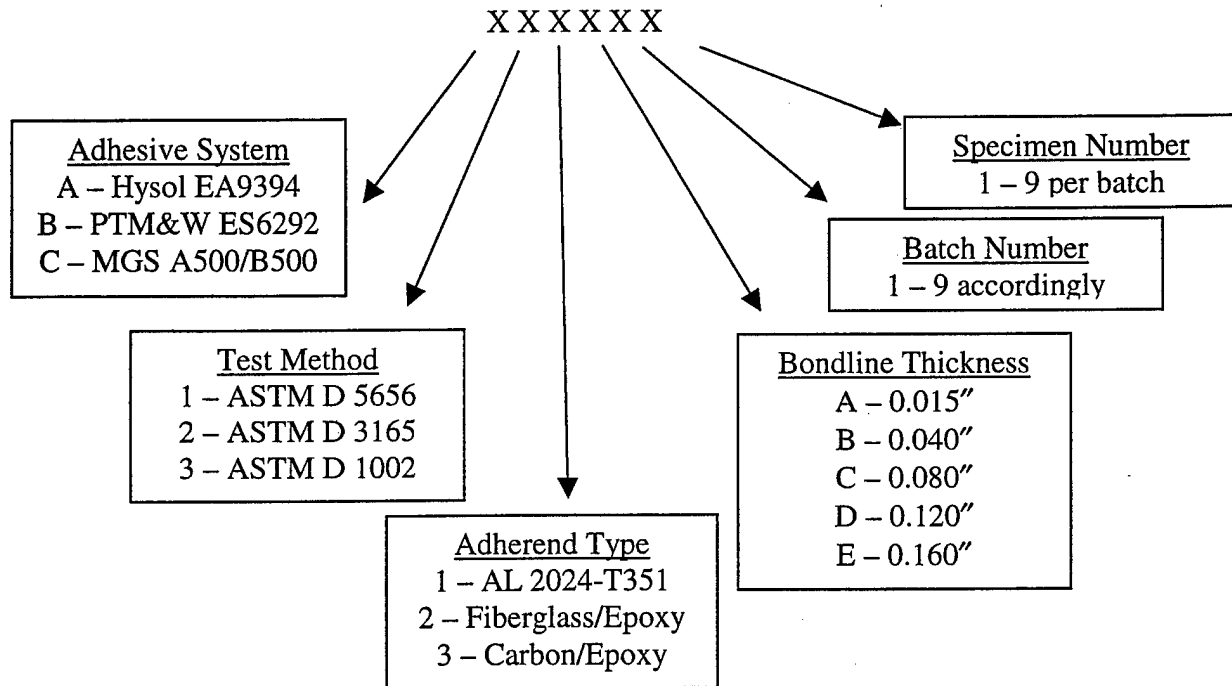 X X X X X X
Adhesive System
A – Hysol EA9394
B – PTM&W ES6292
C – MGS A500/B500
Test Method
1 – ASTM D 5656
2 – ASTM D 3165
3 – ASTM D 1002
Adherend Type
1 – AL 2024-T351
2 – Fiberglass/Epoxy
3 – Carbon/Epoxy
Bondline Thickness
A – 0.015″
B – 0.040″
C – 0.080″
D – 0.120″
E – 0.160″
Batch Number
1 – 9 accordingly
Specimen Number
1 – 9 per batch